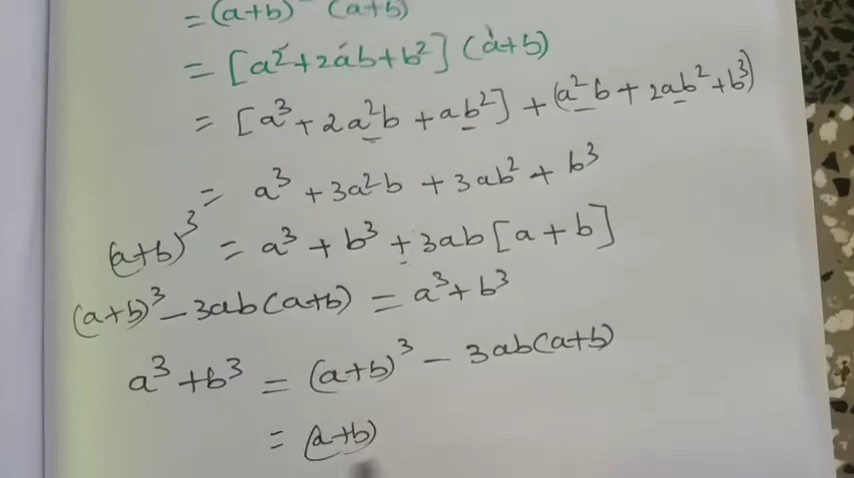 = (a+b)² (a+b)
= [a²+2ab+b²] (a+b)
= [a³+2a²b+ab²] + (a²b + 2ab²+b³)
= a³ + 3a²b + 3ab² + b³
(a+b)³ = a³ + b³ + 3ab[a+b]
(a+b)³ - 3ab(a+b) = a³+b³
a³+b³ = (a+b)³ - 3ab(a+b)
= (a+b)